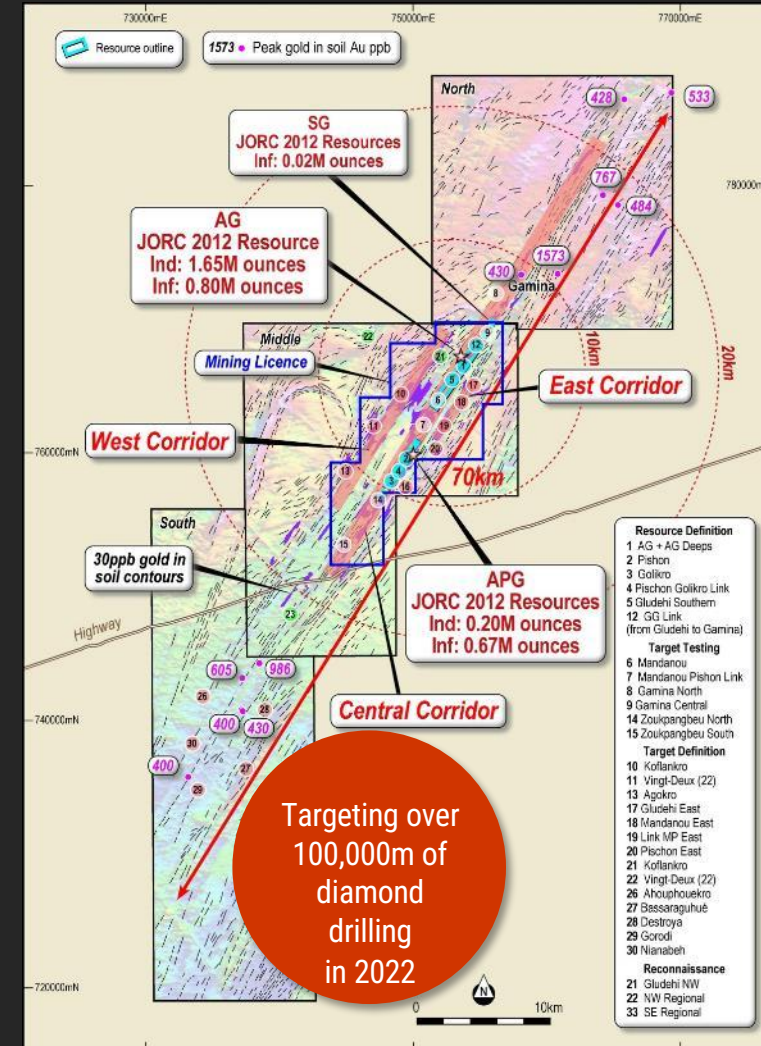 730000mE
750000mE
770000mE
Resource outline
1573 Peak gold in soil Au ppb
North
428
533
SG
JORC 2012 Resources
Inf: 0.02M ounces
767
484
780000m
AG
JORC 2012 Resource
Ind: 1.65M ounces
Inf: 0.80M ounces
430
1573
8
Gamina
Middle
22
9
12
21
1
10km
20km
Mining Licence
5
17
East Corridor
10
6
18
West Corridor
11
7
19
20
760000mN
13
2
4
3
16
14
70km
South
15
30ppb gold in
soil contours
23
APG
JORC 2012 Resources
Ind: 0.20M ounces
Inf: 0.67M ounces
Highway
605
986
26
28
Central Corridor
740000mN
400
430
30
400
27
29
Targeting over
100,000m of
diamond
drilling
in 2022
Resource Definition
1 AG + AG Deeps
2 Pishon
3 Golikro
4 Pischon Golikro Link
5 Gludehi Southern
12 GG Link
(from Gludehi to Gamina)
Target Testing
6 Mandanou
7 Mandanou Pishon Link
8 Gamina North
9 Gamina Central
14 Zoukpangbeu North
15 Zoukpangbeu South
Target Definition
10 Koflankro
11 Vingt-Deux (22)
13 Agokro
17 Gludehi East
18 Mandanou East
19 Link MP East
20 Pischon East
21 Koflankro
22 Vingt-Deux (22)
26 Ahouphouekro
27 Bassaraguhué
28 Destroya
29 Gorodi
30 Nianabeh
Reconnaissance
21 Gludehi NW
22 NW Regional
33 SE Regional
720000mN
N
0
10km